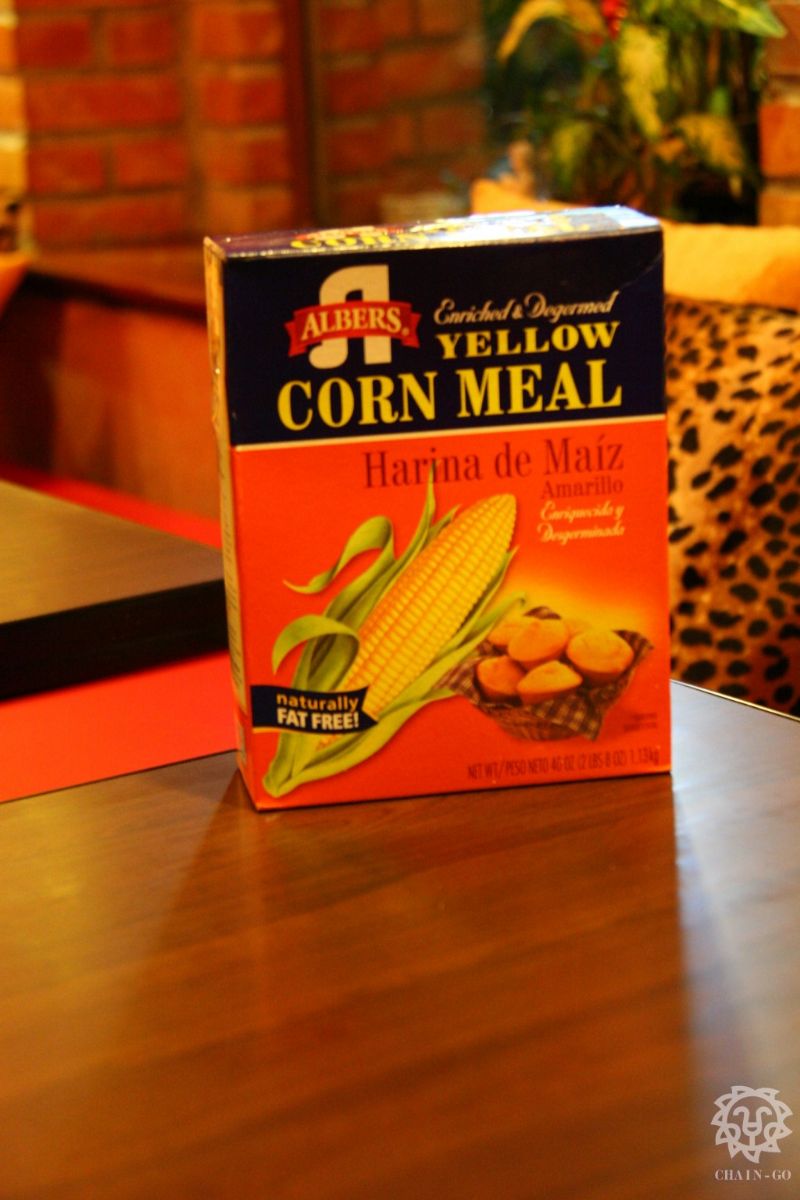 CORN
ALBERS®
Enriched & Degermed
YELLOW
CORN MEAL
Harina de Maíz
Amarillo
Enriquecida y
Desgerminada
naturally
FAT FREE!
NET WT/PESO NETO 40 OZ (2 LBS 8 OZ) 1.13kg
CHAIN-GO